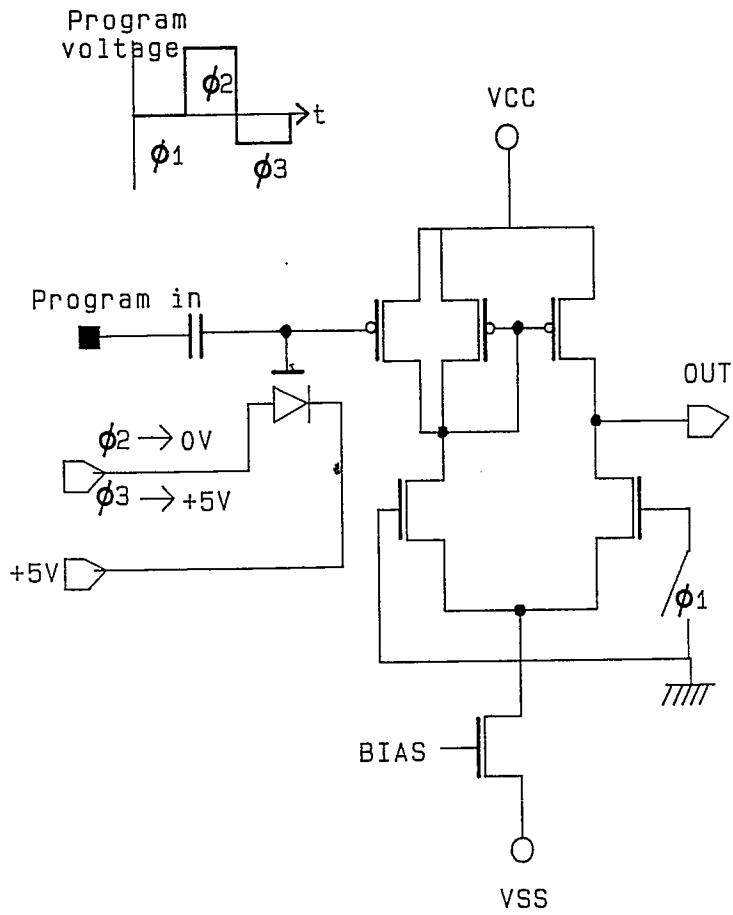 Program
voltage
ϕ2
t
ϕ1
ϕ3
VCC
Program in
OUT
ϕ2 → 0V
ϕ3 → +5V
+5V
ϕ1
BIAS
VSS